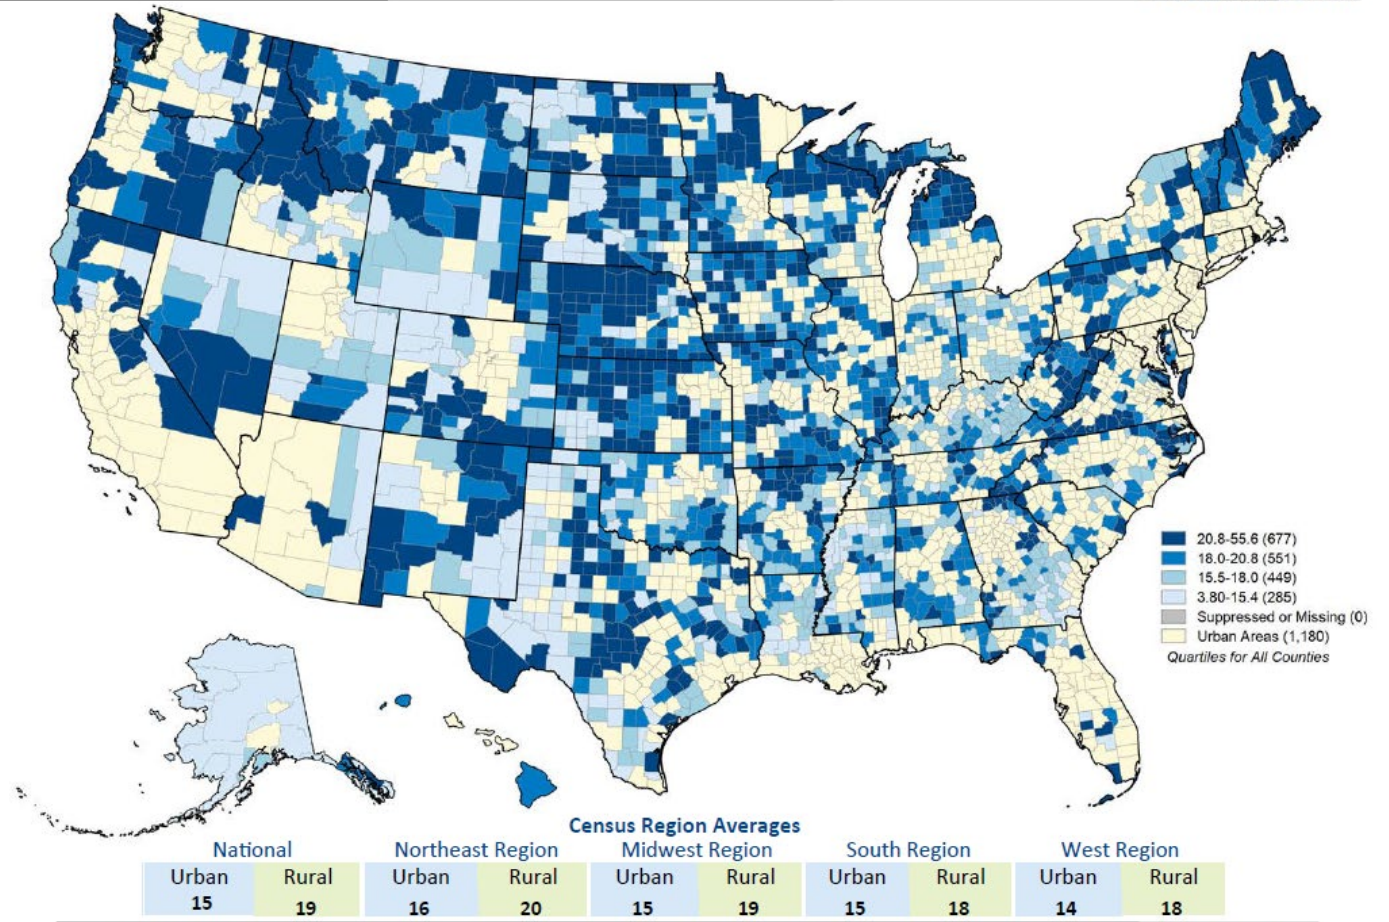 20.8-55.6 (677)
18.0-20.8 (551)
15.5-18.0 (449)
3.80-15.4 (285)
Suppressed or Missing (0)
Urban Areas (1,180)
Quartiles for All Counties
Census Region Averages
National Northeast Region Midwest Region South Region West Region
Urban Rural Urban Rural Urban Rural Urban Rural Urban Rural
15 19 16 20 15 19 15 18 14 18